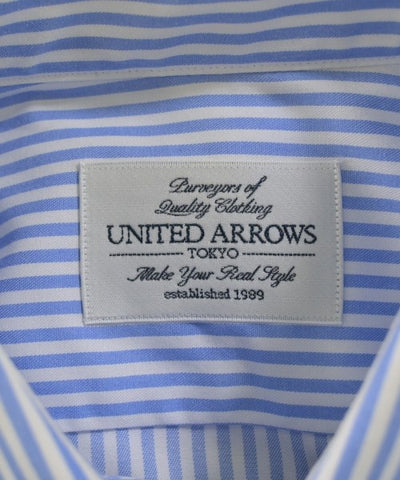 Purveyors of
Quality Clothing
UNITED ARROWS
TOKYO
Make Your Real Style
established 1989